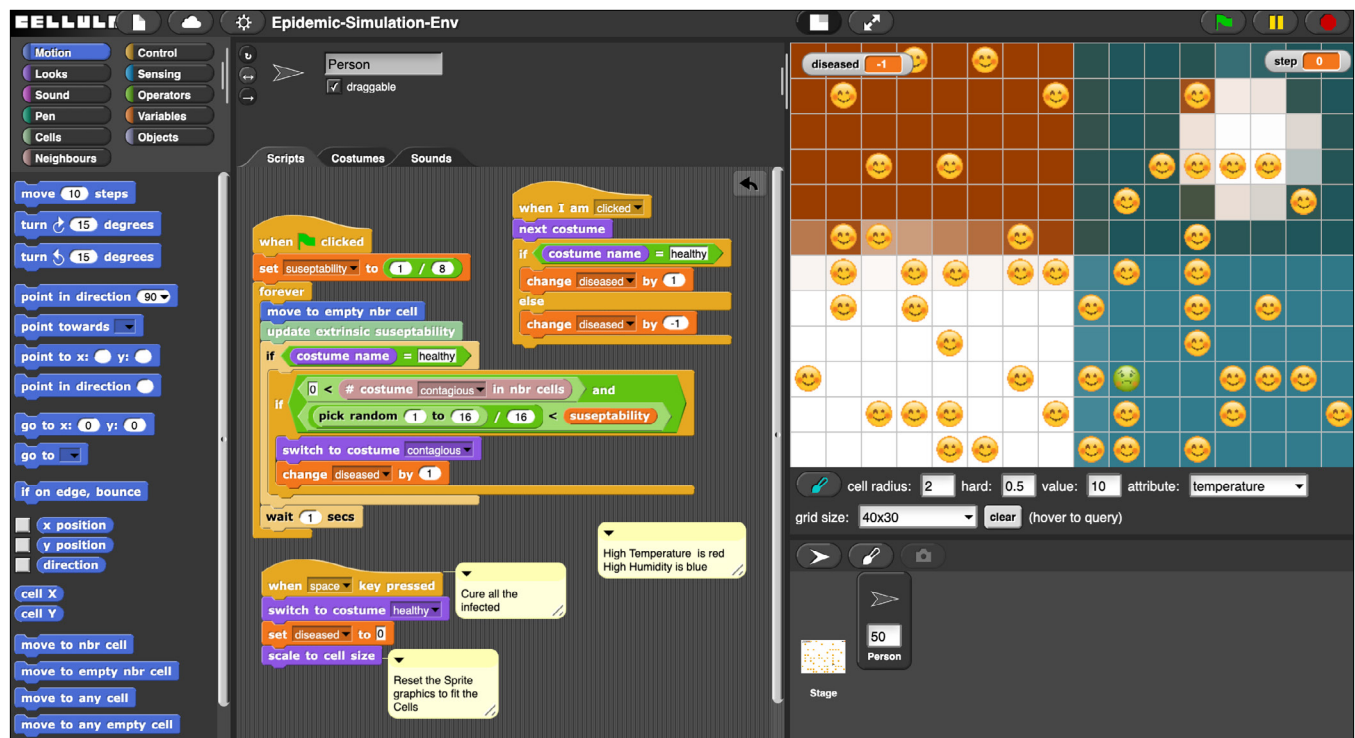 CELLULAR
Epidemic-Simulation-Env
Motion
Control
Looks
Sensing
Sound
Operators
Pen
Variables
Cells
Objects
Neighbours
move 10 steps
turn 15 degrees
turn 15 degrees
point in direction 90
point towards
point to x: y:
point in direction
go to x: 0 y: 0
go to
if on edge, bounce
x position
y position
direction
cell X
cell Y
move to nbr cell
move to empty nbr cell
move to any cell
move to any empty cell
Person
draggable
Scripts
Costumes
Sounds
when clicked
set suseptability to 1 / 8
forever
move to empty nbr cell
update extrinsic suseptability
if costume name = healthy
if 0 < # costume contagious in nbr cells and
pick random 1 to 16 / 16 < suseptability
switch to costume contagious
change diseased by 1
wait 1 secs
when I am clicked
next costume
if costume name = healthy
change diseased by 1
else
change diseased by -1
when space key pressed
switch to costume healthy
set diseased to 0
scale to cell size
Cure all the
infected
Reset the Sprite
graphics to fit the
Cells
High Temperature is red
High Humidity is blue
diseased -1
step 0
cell radius: 2 hard: 0.5 value: 10 attribute: temperature
grid size: 40x30 clear (hover to query)
50
Person
Stage